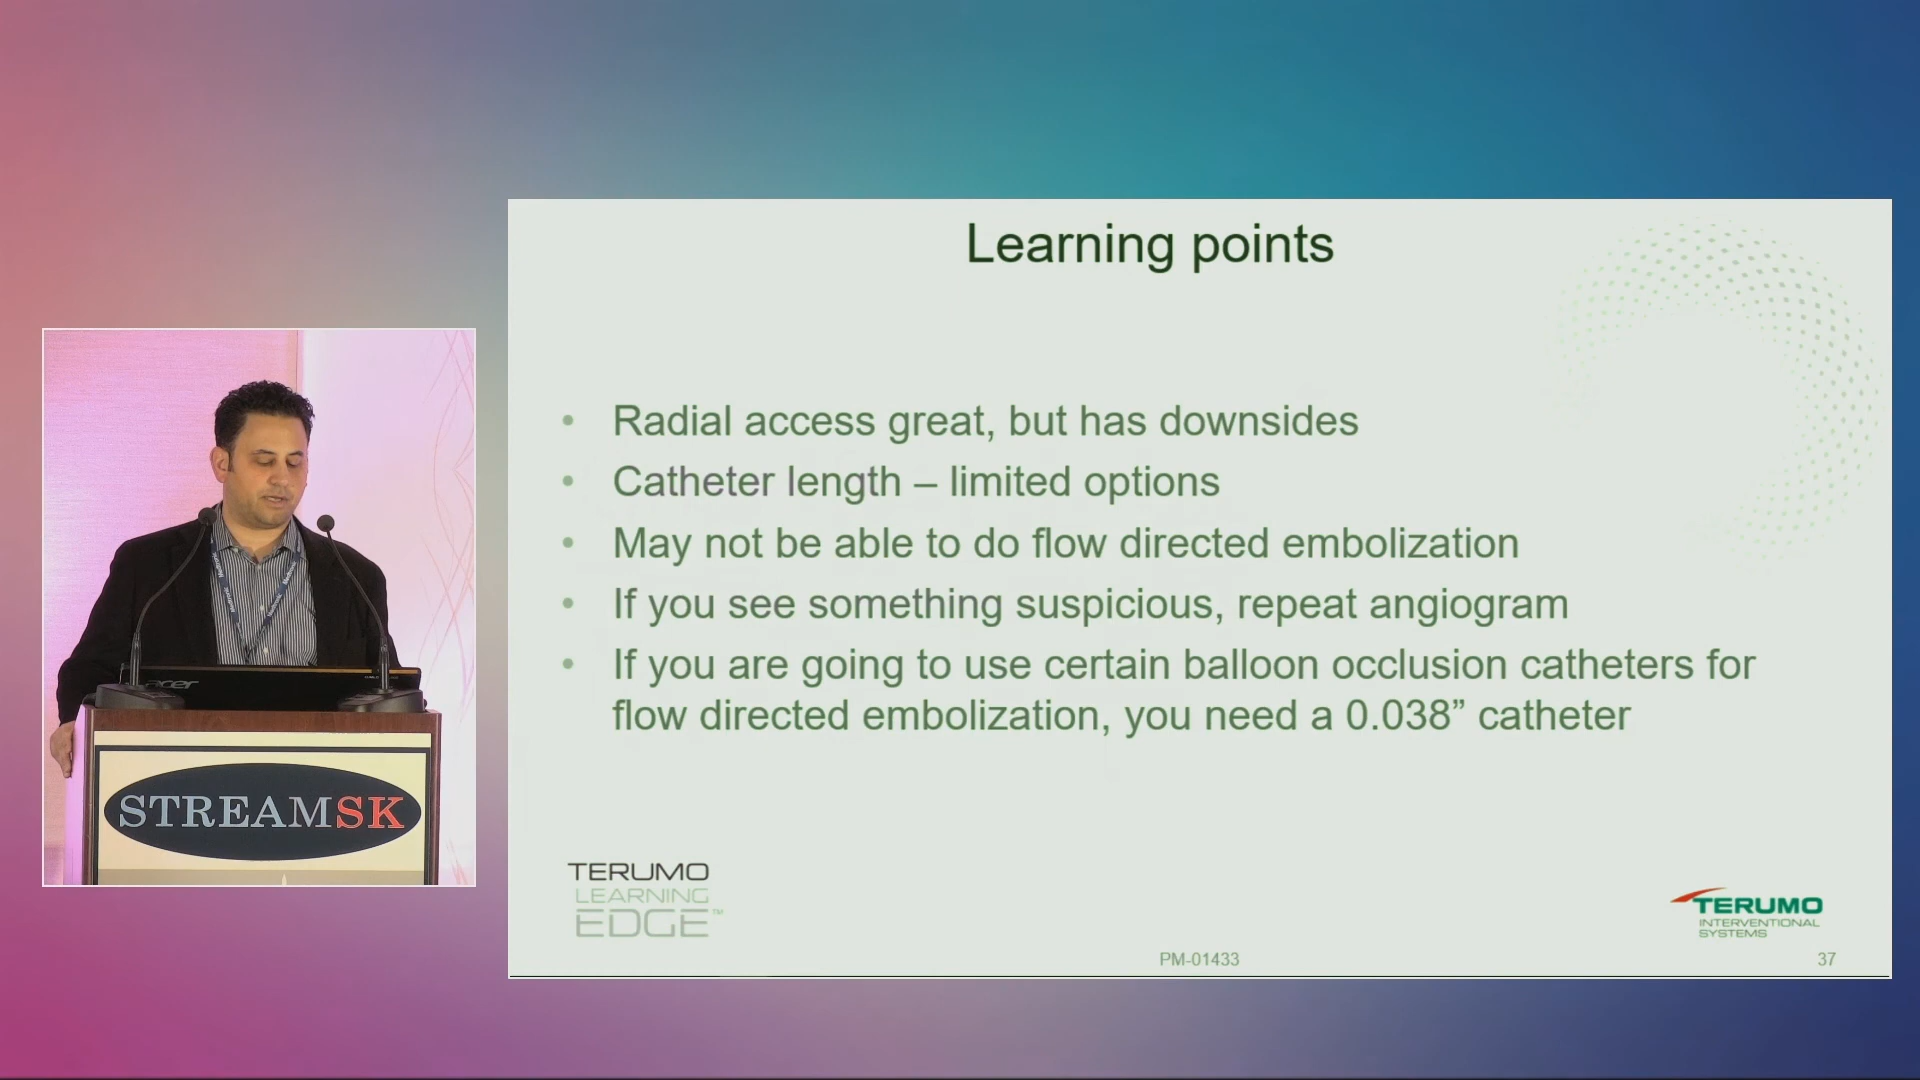 Learning points
• Radial access great, but has downsides
• Catheter length – limited options
• May not be able to do flow directed embolization
• If you see something suspicious, repeat angiogram
• If you are going to use certain balloon occlusion catheters for
flow directed embolization, you need a 0.038” catheter
TERUMO
LEARNING
EDGE™
TERUMO
INTERVENTIONAL
SYSTEMS
PM-01433
37
acer
STREAMSK